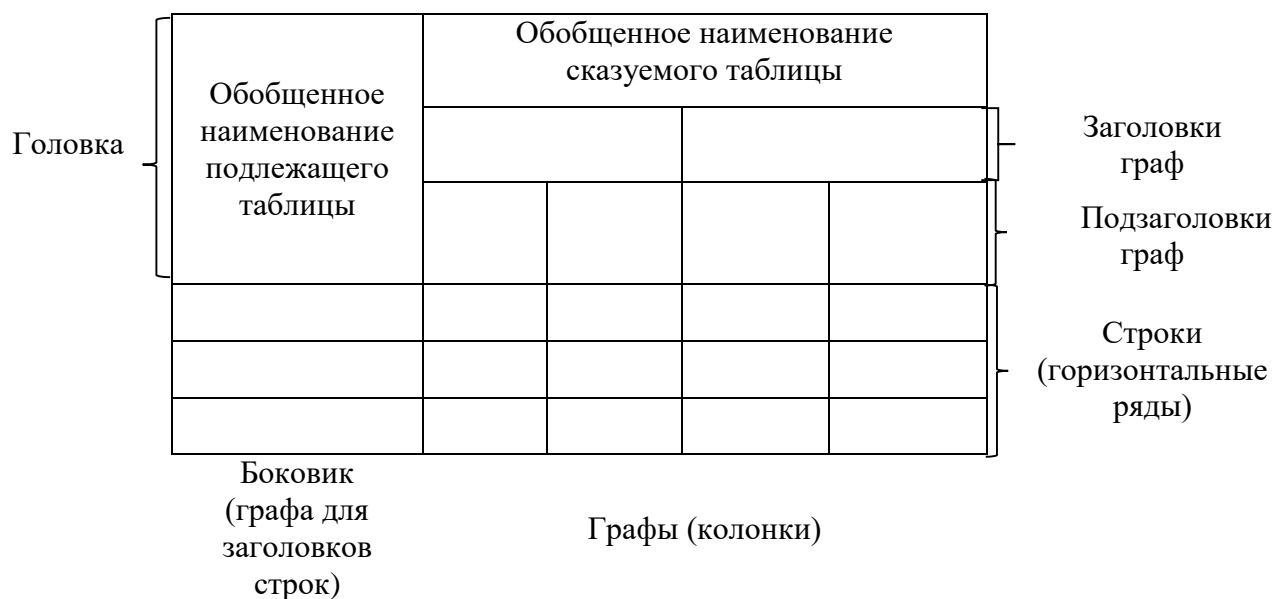 Обобщенное наименование
сказуемого таблицы
Обобщенное
наименование
подлежащего
таблицы
Головка
Заголовки
граф
Подзаголовки
граф
Строки
(горизонтальные
ряды)
Боковик
(графа для
заголовков
строк)
Графы (колонки)